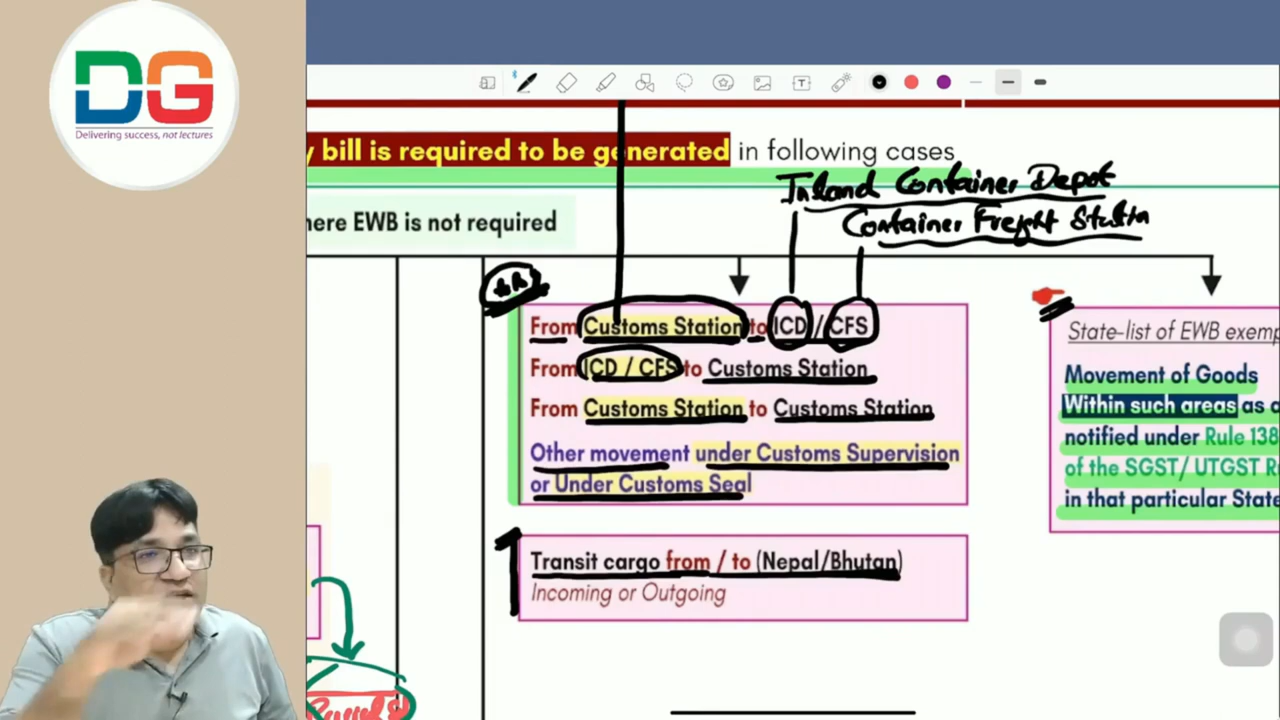 DG
Delivering success, not lectures
y bill is required to be generated in following cases
Inland Container Depot
here EWB is not required
Container Freight Station
From Customs Station to ICD / CFS
From ICD / CFS to Customs Station
From Customs Station to Customs Station
Other movement under Customs Supervision
or Under Customs Seal
Transit cargo from / to (Nepal/Bhutan)
Incoming or Outgoing
State-list of EWB exemp
Movement of Goods
Within such areas as
notified under Rule 138
of the SGST/ UTGST R
in that particular State